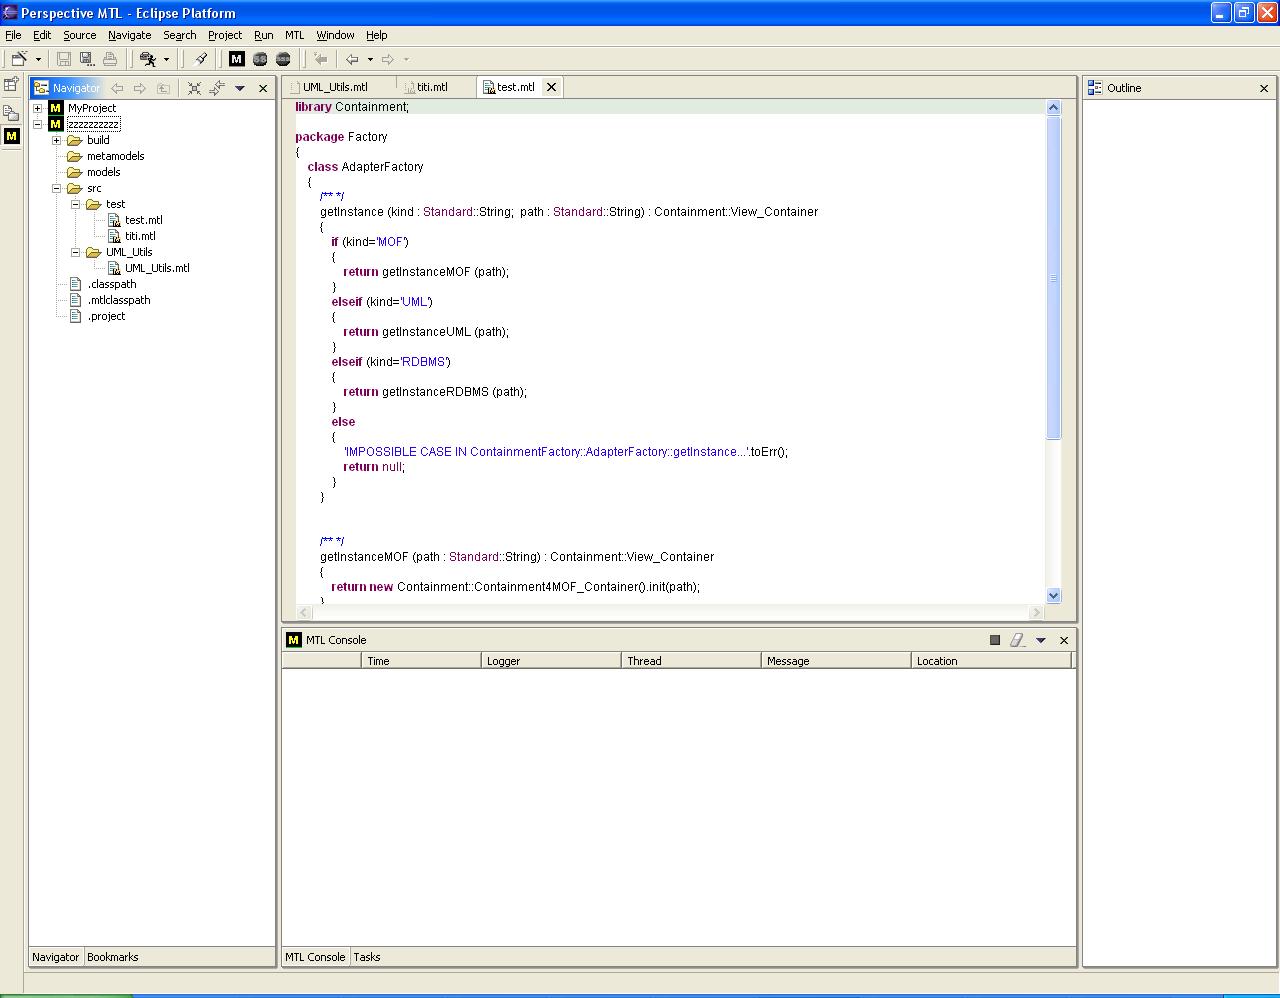 Perspective MTL - Eclipse Platform
File Edit Source Navigate Search Project Run MTL Window Help
M
Navigator
MyProject
zzzzzzzzzz
build
metamodels
models
src
test
test.mtl
titi.mtl
UML_Utils
UML_Utils.mtl
.classpath
.mtlclasspath
.project
Navigator Bookmarks
UML_Utils.mtl titi.mtl test.mtl
library Containment;
package Factory
{
class AdapterFactory
{
/** */
getInstance (kind : Standard::String; path : Standard::String) : Containment::View_Container
{
if (kind='MOF')
{
return getInstanceMOF (path);
}
elseif (kind='UML')
{
return getInstanceUML (path);
}
elseif (kind='RDBMS')
{
return getInstanceRDBMS (path);
}
else
{
'IMPOSSIBLE CASE IN ContainmentFactory::AdapterFactory::getInstance...'.toErr();
return null;
}
}
/** */
getInstanceMOF (path : Standard::String) : Containment::View_Container
{
return new Containment::Containment4MOF_Container().init(path);
}
Outline
M MTL Console
Time Logger Thread Message Location
MTL Console Tasks